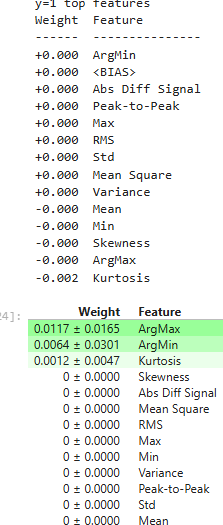 y=1 top features
Weight Feature
------ ---------------
+0.000 ArgMin
+0.000 <BIAS>
+0.000 Abs Diff Signal
+0.000 Peak-to-Peak
+0.000 Max
+0.000 RMS
+0.000 Std
+0.000 Mean Square
+0.000 Variance
-0.000 Mean
-0.000 Min
-0.000 Skewness
-0.000 ArgMax
-0.002 Kurtosis
24]:
Weight Feature
0.0117 ± 0.0165 ArgMax
0.0064 ± 0.0301 ArgMin
0.0012 ± 0.0047 Kurtosis
0 ± 0.0000 Skewness
0 ± 0.0000 Abs Diff Signal
0 ± 0.0000 Mean Square
0 ± 0.0000 RMS
0 ± 0.0000 Max
0 ± 0.0000 Min
0 ± 0.0000 Variance
0 ± 0.0000 Peak-to-Peak
0 ± 0.0000 Std
0 ± 0.0000 Mean